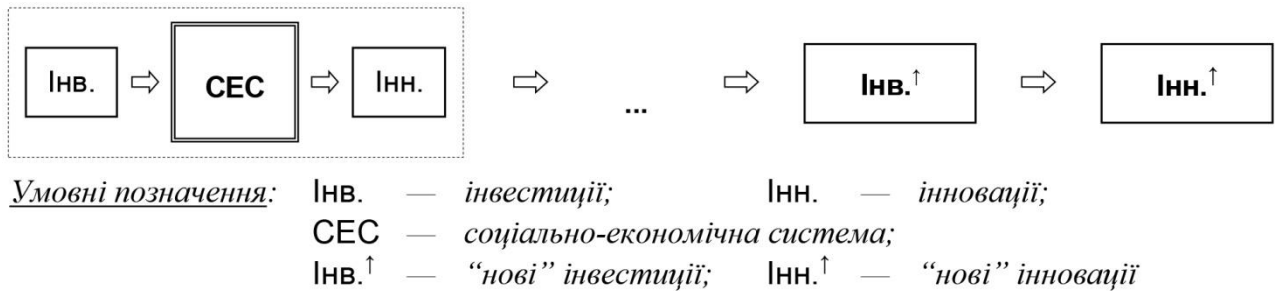 Інв. ⇨ СЕС ⇨ Інн. ⇨ ... ⇨ Інв.↑ ⇨ Інн.↑
Умовні позначення: Інв. — інвестиції; Інн. — інновації;
СЕС — соціально-економічна система;
Інв.↑ — “нові” інвестиції; Інн.↑ — “нові” інновації